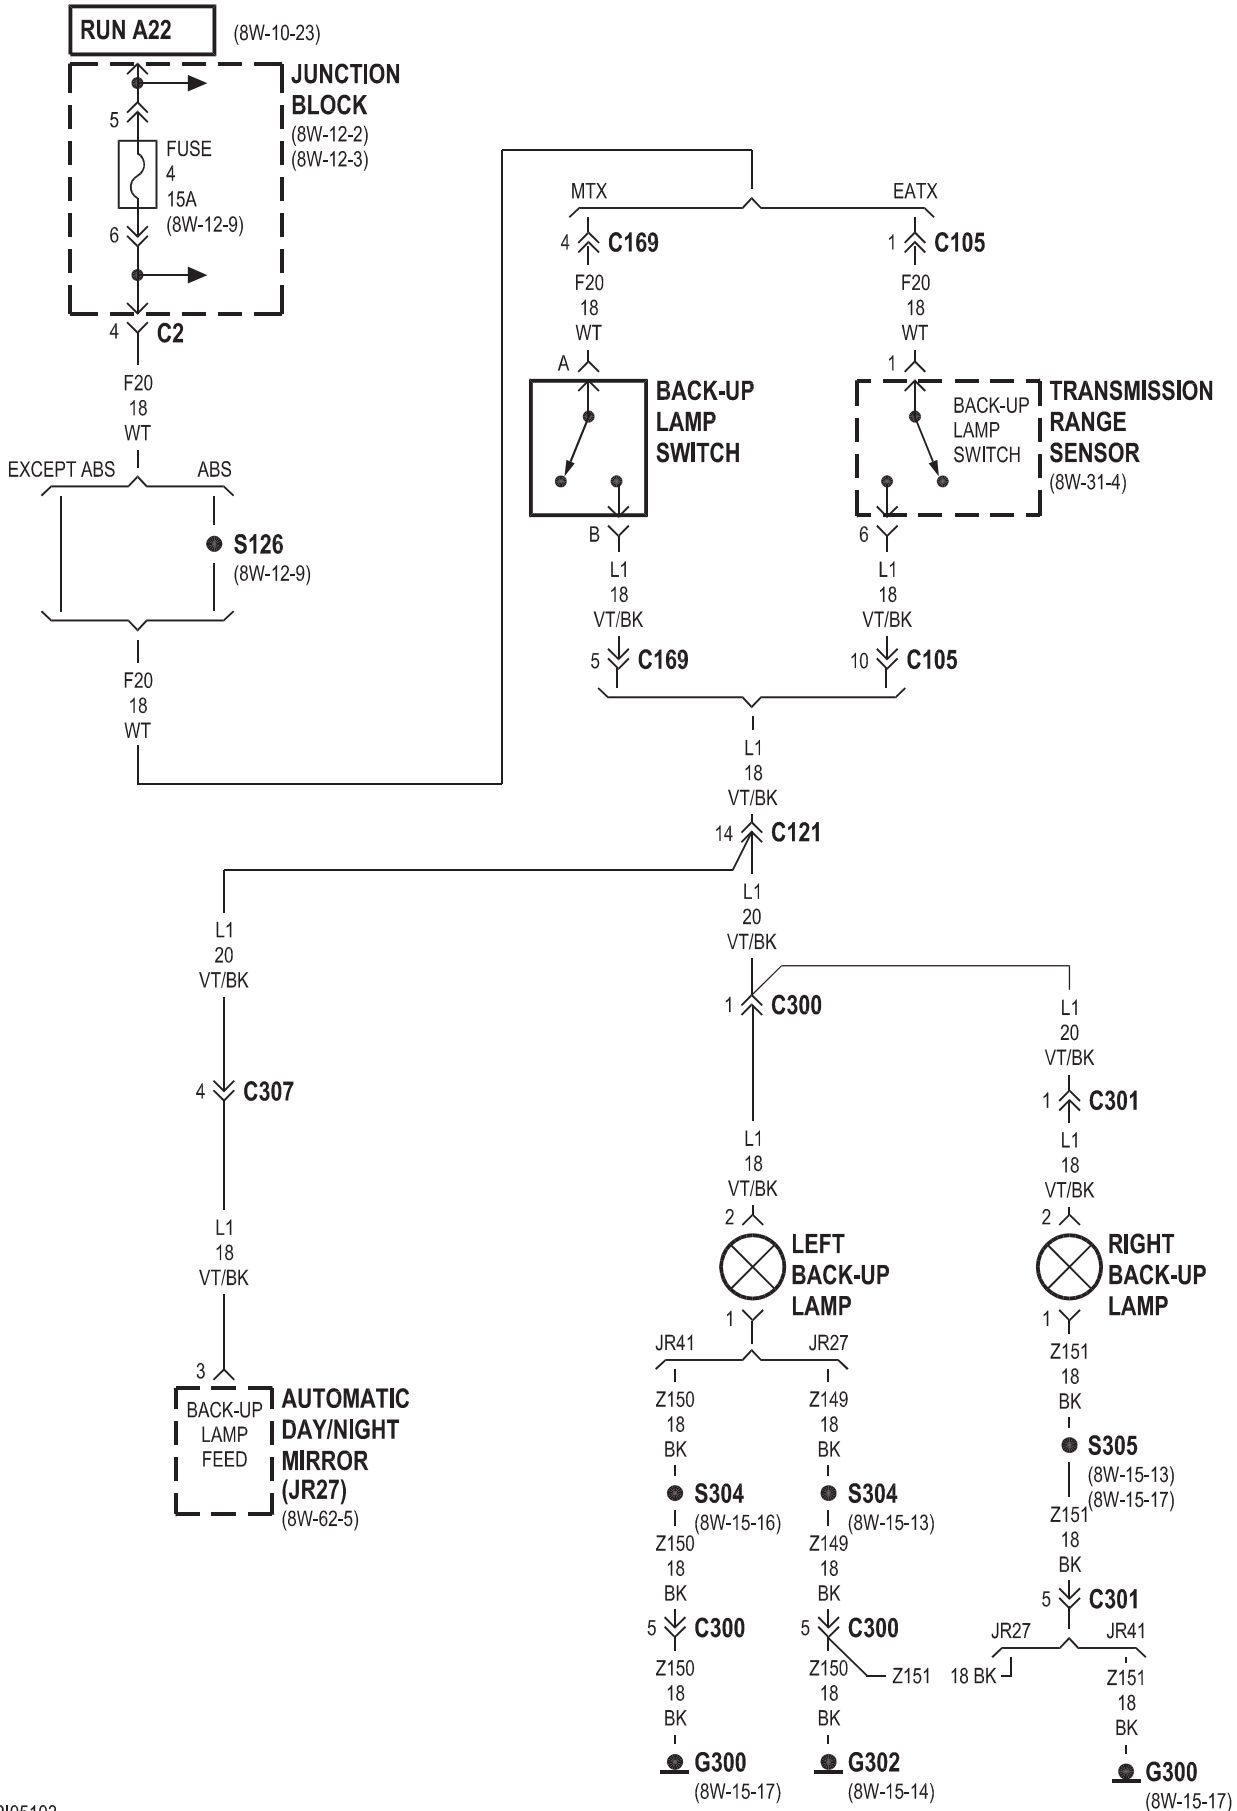 RUN A22
(8W-10-23)
JUNCTION
BLOCK
(8W-12-2)
(8W-12-3)
5
FUSE
4
15A
(8W-12-9)
6
4
C2
F20
18
WT
EXCEPT ABS
ABS
S126
(8W-12-9)
F20
18
WT
MTX
EATX
4
C169
1
C105
F20
18
WT
F20
18
WT
A
1
BACK-UP
LAMP
SWITCH
BACK-UP
LAMP
SWITCH
TRANSMISSION
RANGE
SENSOR
(8W-31-4)
B
6
L1
18
VT/BK
L1
18
VT/BK
5
C169
10
C105
L1
18
VT/BK
14
C121
L1
20
VT/BK
L1
20
VT/BK
1
C300
L1
20
VT/BK
4
C307
1
C301
L1
18
VT/BK
L1
18
VT/BK
L1
18
VT/BK
2
2
LEFT
BACK-UP
LAMP
RIGHT
BACK-UP
LAMP
1
1
3
BACK-UP
LAMP
FEED
AUTOMATIC
DAY/NIGHT
MIRROR
(JR27)
(8W-62-5)
JR41
JR27
Z150
18
BK
Z149
18
BK
Z151
18
BK
S304
(8W-15-16)
S304
(8W-15-13)
S305
(8W-15-13)
(8W-15-17)
Z150
18
BK
Z149
18
BK
Z151
18
BK
5
C300
5
C300
5
C301
JR27
JR41
Z150
18
BK
Z150
18
BK
Z151
18 BK
Z151
18
BK
G300
(8W-15-17)
G302
(8W-15-14)
G300
(8W-15-17)